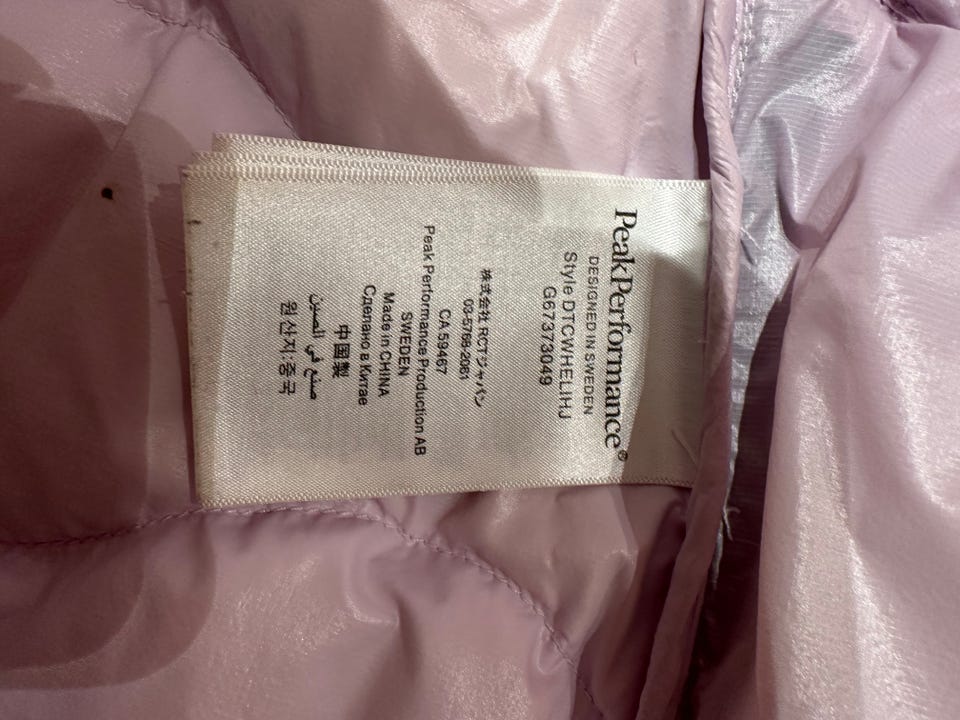 PeakPerformance®
DESIGNED IN SWEDEN
Style DTCWHELIHJ
G67373049
株式会社 RCTジャパン
03-5768-2061
CA 59467
Peak Performance Production AB
SWEDEN
Made in CHINA
Сделано в Китае
中国製
صنع في الصين
원산지:중국